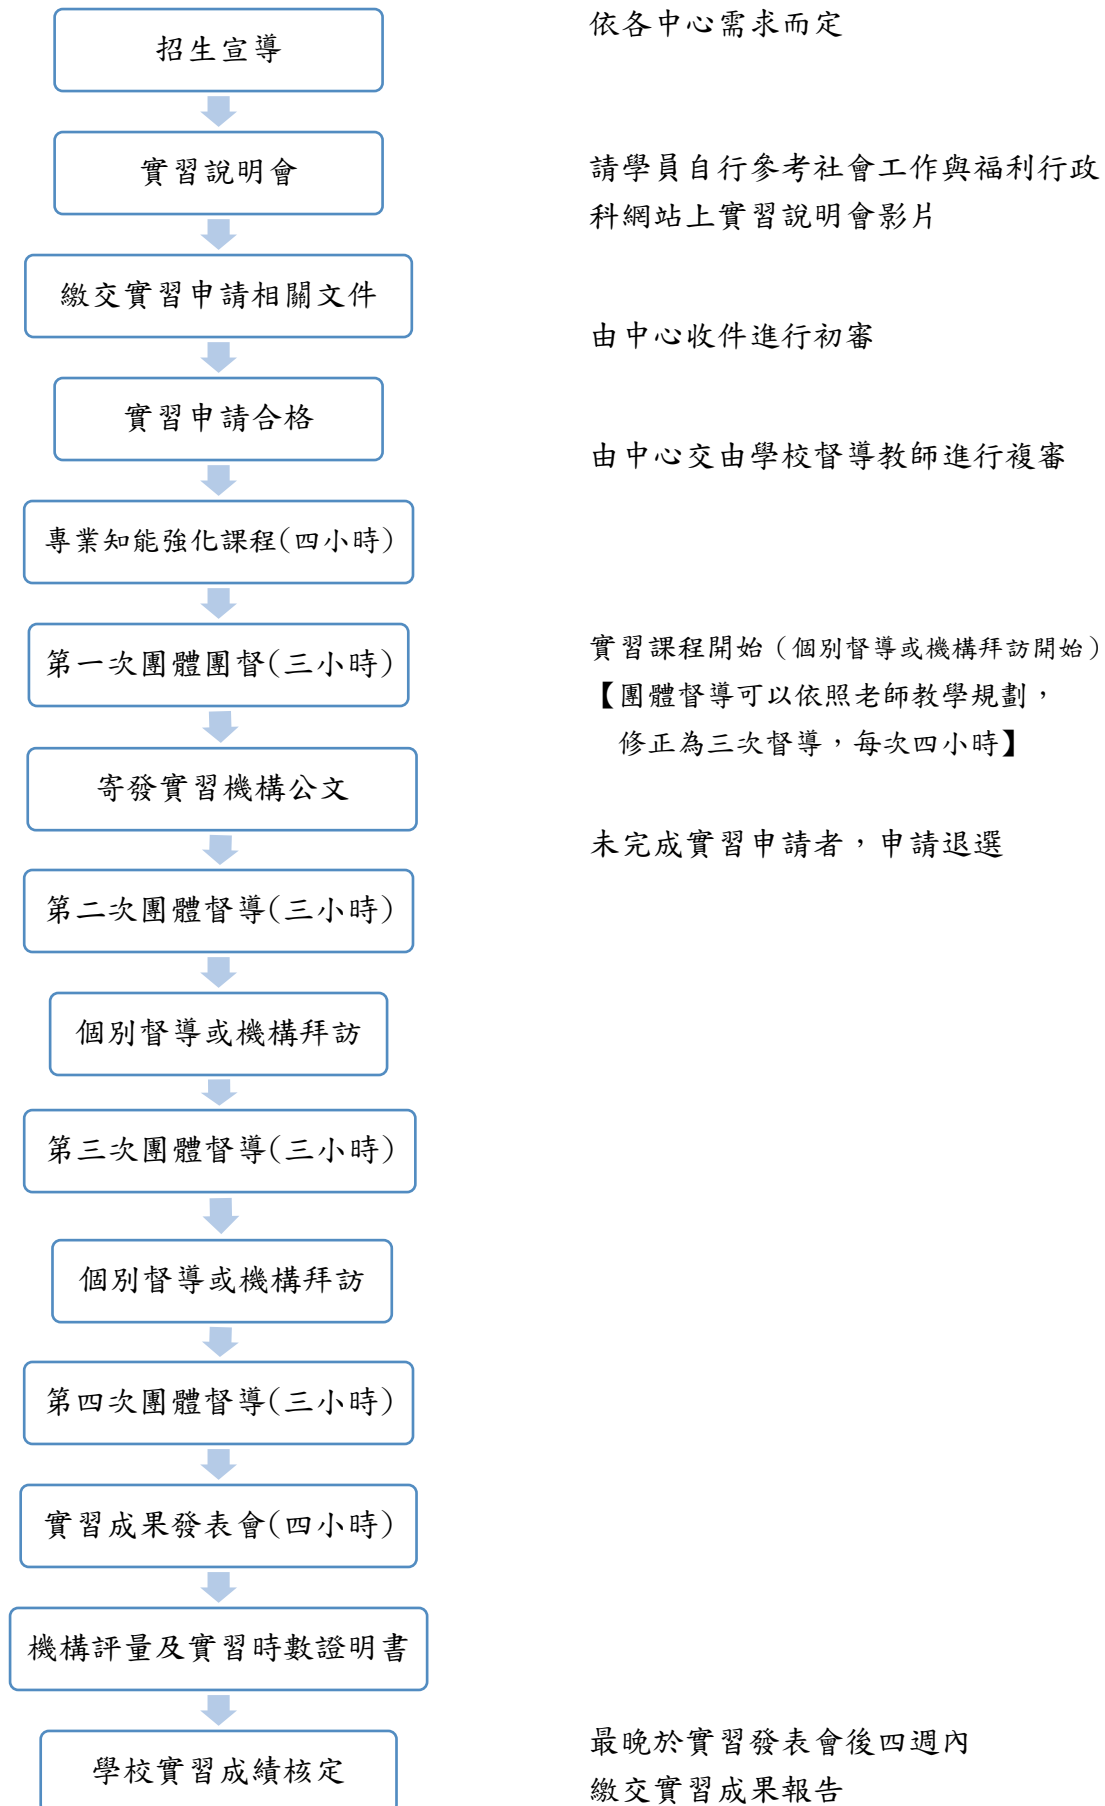 招生宣導
依各中心需求而定
實習說明會
請學員自行參考社會工作與福利行政
科網站上實習說明會影片
繳交實習申請相關文件
由中心收件進行初審
實習申請合格
由中心交由學校督導教師進行複審
專業知能強化課程(四小時)
第一次團體團督(三小時)
實習課程開始（個別督導或機構拜訪開始）
【團體督導可以依照老師教學規劃，
修正為三次督導，每次四小時】
寄發實習機構公文
未完成實習申請者，申請退選
第二次團體督導(三小時)
個別督導或機構拜訪
第三次團體督導(三小時)
個別督導或機構拜訪
第四次團體督導(三小時)
實習成果發表會(四小時)
機構評量及實習時數證明書
學校實習成績核定
最晚於實習發表會後四週內
繳交實習成果報告